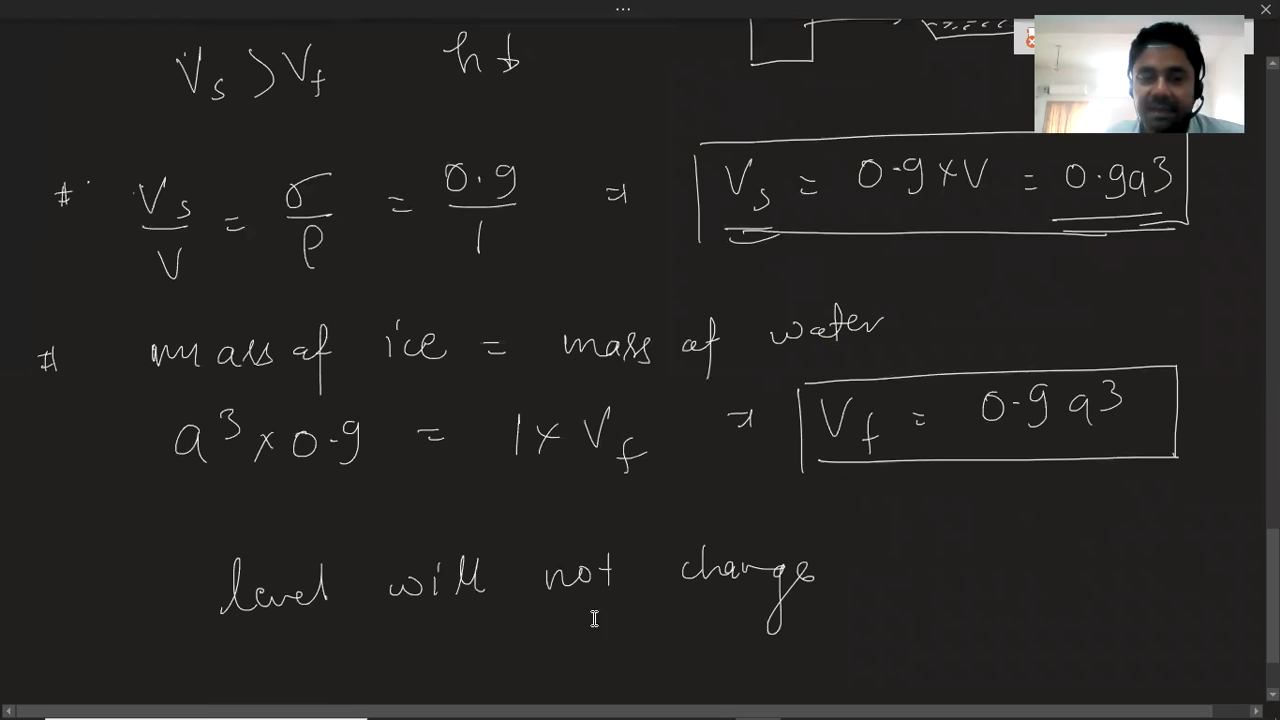 Vs > Vf h↓
# Vs/V = σ/ρ = 0.9/1 ⇒ Vs = 0.9 × V = 0.9a³
# mass of ice = mass of water
a³ × 0.9 = 1 × Vf ⇒ Vf = 0.9 a³
level will not change